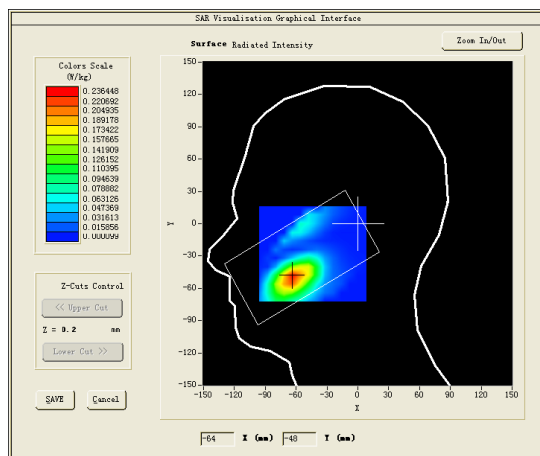 SAR Visualisation Graphical Interface
Surface Radiated Intensity
Zoom In/Out
Colors Scale
(W/kg)
0.236448
0.220692
0.204935
0.189178
0.173422
0.157665
0.141909
0.126152
0.110395
0.094639
0.078882
0.063126
0.047369
0.031613
0.015856
0.000099
Z-Cuts Control
<< Upper Cut
Z = 0.2 mm
Lower Cut >>
SAVE Cancel
150
120
90
60
30
0
-30
-60
-90
-120
-150
Y
-150 -120 -90 -60 -30 0 30 60 90 120 150
X
-64 X (mm) -48 Y (mm)